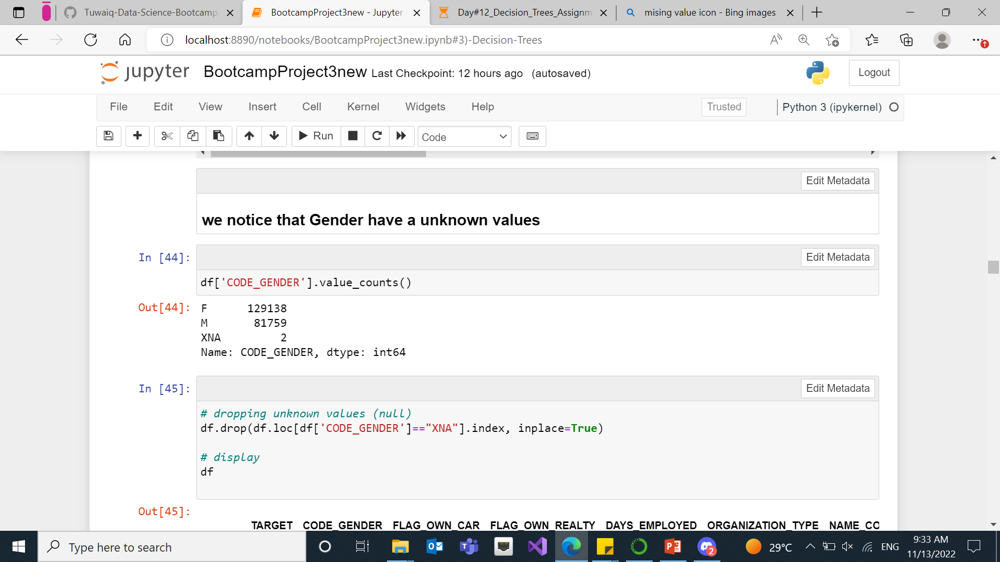 Tuwaiq-Data-Science-Bootcamp
BootcampProject3new - Jupyter
Day#12_Decision_Trees_Assignm
mising value icon - Bing images
localhost:8890/notebooks/BootcampProject3new.ipynb#3)-Decision-Trees
jupyter BootcampProject3new Last Checkpoint: 12 hours ago (autosaved)
Logout
File Edit View Insert Cell Kernel Widgets Help
Trusted
Python 3 (ipykernel)
Run
Code
Edit Metadata
we notice that Gender have a unknown values
In [44]:
Edit Metadata
df['CODE_GENDER'].value_counts()
Out[44]:
F 129138
M 81759
XNA 2
Name: CODE_GENDER, dtype: int64
In [45]:
Edit Metadata
# dropping unknown values (null)
df.drop(df.loc[df['CODE_GENDER']=="XNA"].index, inplace=True)
# display
df
Out[45]:
TARGET CODE_GENDER FLAG_OWN_CAR FLAG_OWN_REALTY DAYS_EMPLOYED ORGANIZATION_TYPE NAME_CO
Type here to search
2
29°C
ENG
9:33 AM
11/13/2022